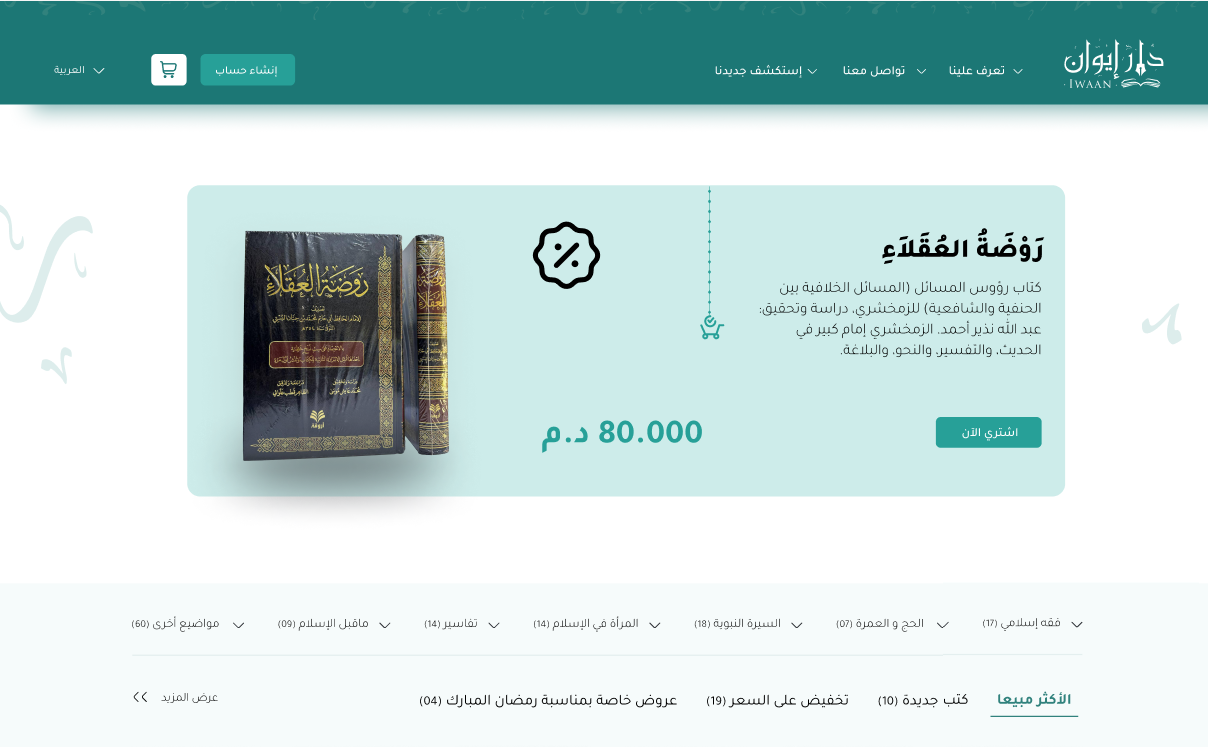 دار إيوان
IWAAN
تعرف علينا
تواصل معنا
إستكشف جديدنا
إنشاء حساب
العربية
رَوْضَةُ العُقَلَاءِ
كتاب رؤوس المسائل (المسائل الخلافية بين
الحنفية والشافعية) للزمخشري، دراسة وتحقيق:
عبد الله نذير أحمد. الزمخشري إمام كبير في
الحديث، والتفسير، والنحو، والبلاغة.
80.000 د.م
اشتري الآن
روضة العقلاء
فقه إسلامي (17)
الحج و العمرة (07)
السيرة النبوية (18)
المرأة في الإسلام (14)
تفاسير (14)
ماقبل الإسلام (09)
مواضيع أخرى (60)
الأكثر مبيعا
كتب جديدة (10)
تخفيض على السعر (19)
عروض خاصة بمناسبة رمضان المبارك (04)
عرض المزيد